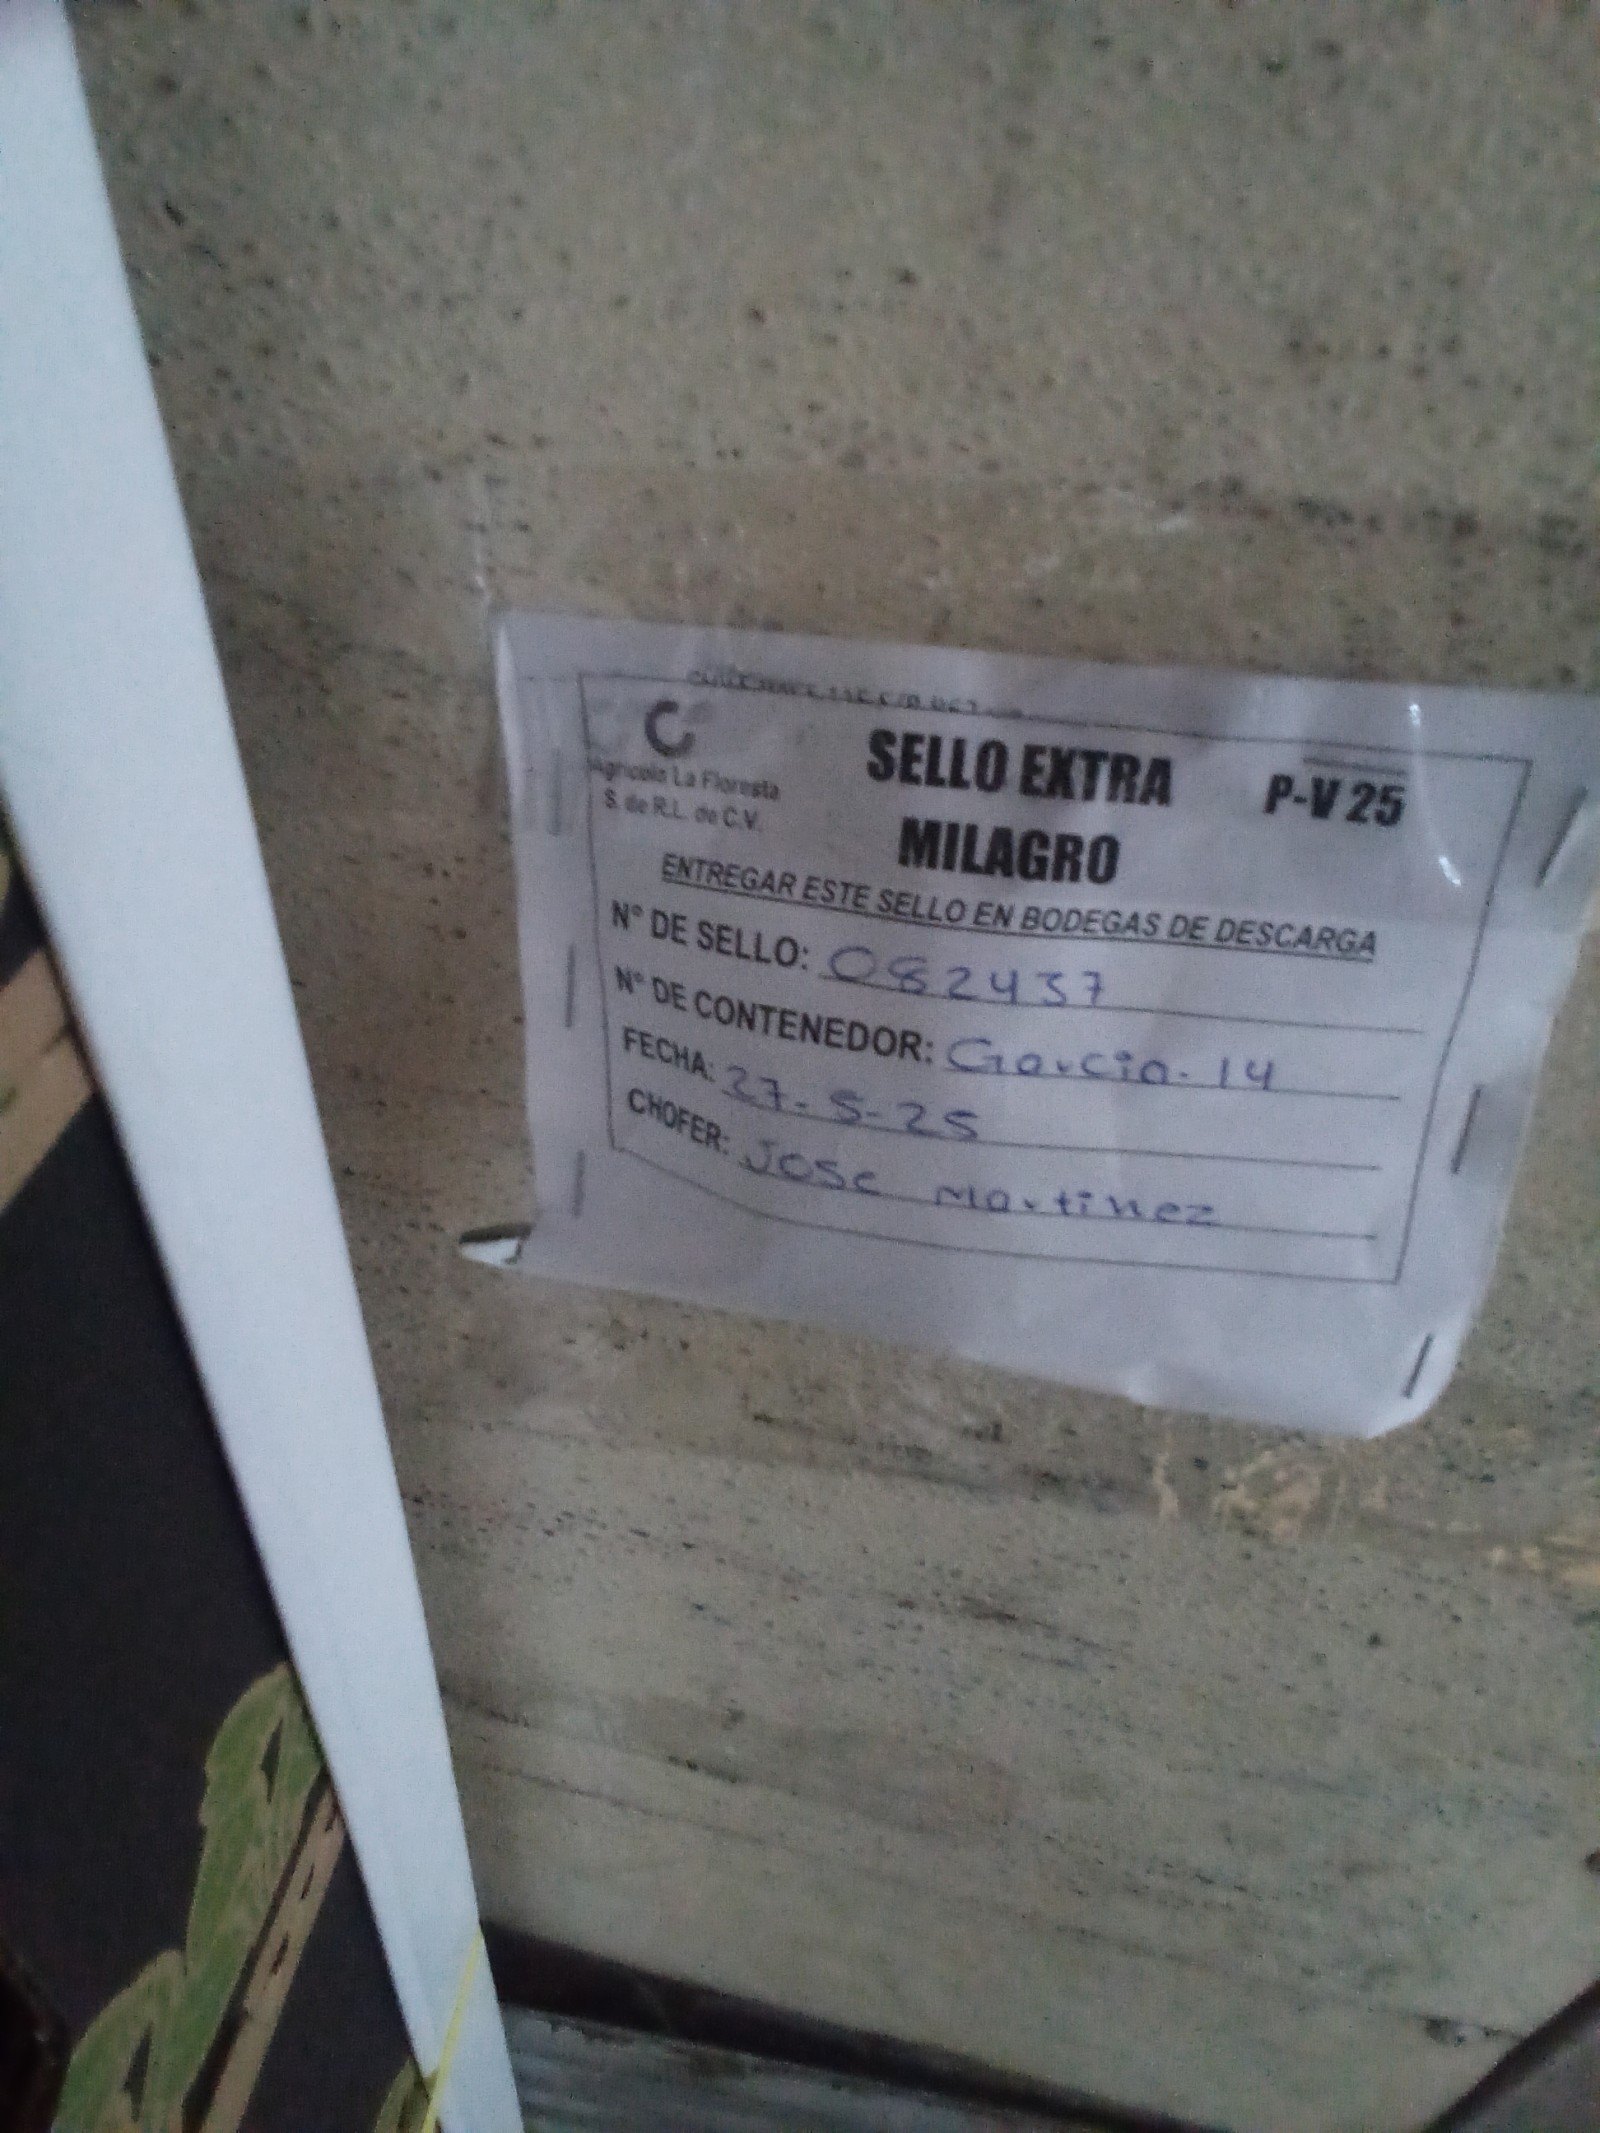 Agricola La Floresta
S. de R.L. de C.V.
SELLO EXTRA
MILAGRO
P-V 25
ENTREGAR ESTE SELLO EN BODEGAS DE DESCARGA
N° DE SELLO: 082437
N° DE CONTENEDOR: Garcia. 14
FECHA: 27-5-25
CHOFER: Jose Martinez